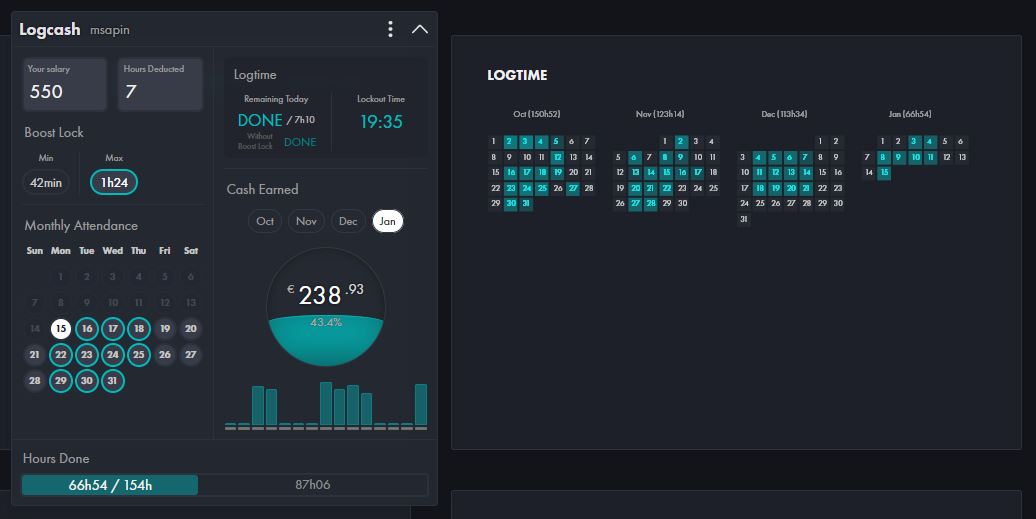 Logcash msapin
Your salary
550
Hours Deducted
7
Boost Lock
Min
42min
Max
1h24
Monthly Attendance
Sun Mon Tue Wed Thu Fri Sat
1 2 3 4 5 6
7 8 9 10 11 12 13
14 15 16 17 18 19 20
21 22 23 24 25 26 27
28 29 30 31
Logtime
Remaining Today
DONE / 7h10
Without
Boost Lock
DONE
Lockout Time
19:35
Cash Earned
Oct Nov Dec Jan
€ 238 .93
43.4%
Hours Done
66h54 / 154h 87h06
LOGTIME
Oct (150h52)
1 2 3 4 5 6 7
8 9 10 11 12 13 14
15 16 17 18 19 20 21
22 23 24 25 26 27 28
29 30 31
Nov (123h14)
1 2 3 4
5 6 7 8 9 10 11
12 13 14 15 16 17 18
19 20 21 22 23 24 25
26 27 28 29 30
Dec (113h34)
1 2
3 4 5 6 7 8 9
10 11 12 13 14 15 16
17 18 19 20 21 22 23
24 25 26 27 28 29 30
31
Jan (66h54)
1 2 3 4 5 6
7 8 9 10 11 12 13
14 15